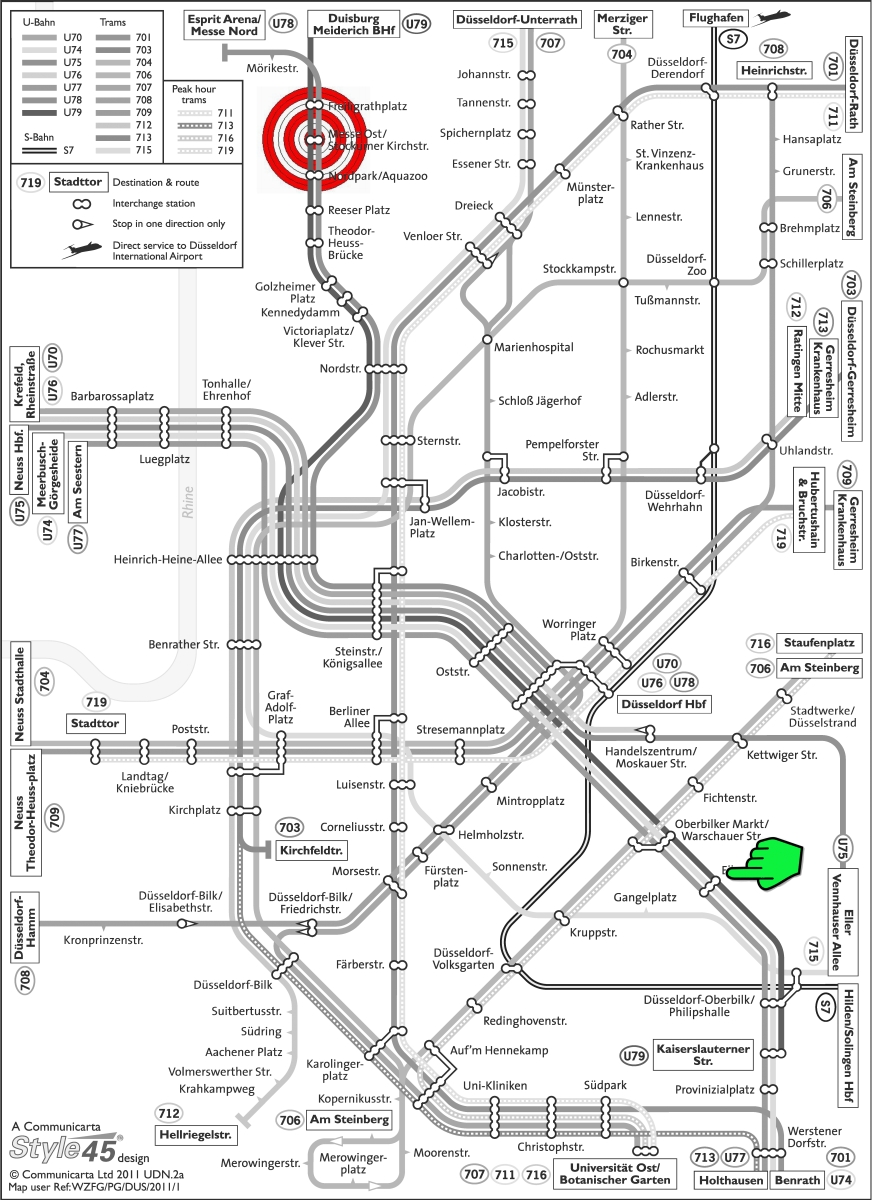 Esprit Arena/
Messe Nord
U78
Duisburg
Meiderich BHf
U79
Düsseldorf-Unterrath
715
707
Merziger
Str.
704
Flughafen
S7
708
Heinrichstr.
701
Düsseldorf-Rath
711
U-Bahn
U70
U74
U75
U76
U77
U78
U79
S-Bahn
S7
Trams
701
703
704
706
707
708
709
712
713
715
Peak hour
trams
711
713
716
719
719
Stadttor
Destination & route
Interchange station
Stop in one direction only
Direct service to Düsseldorf
International Airport
Mörikestr.
Freiligrathplatz
Messe Ost/
Stockumer Kirchstr.
Nordpark/Aquazoo
Reeser Platz
Theodor-
Heuss-
Brücke
Golzheimer
Platz
Kennedydamm
Victoriaplatz/
Klever Str.
Nordstr.
Johannstr.
Tannenstr.
Spichernplatz
Essener Str.
Dreieck
Venloer Str.
Münster-
platz
Düsseldorf-
Derendorf
Rather Str.
St. Vinzenz-
Krankenhaus
Lennestr.
Stockkampstr.
Düsseldorf-
Zoo
Tußmannstr.
Hansaplatz
Grunerstr.
Am Steinberg
706
Brehmplatz
Schillerplatz
703
Düsseldorf-Gerresheim
713
Gerresheim
Krankenhaus
712
Ratingen Mitte
Marienhospital
Rochusmarkt
Schloß Jägerhof
Adlerstr.
Krefeld,
Rheinstraße
U70
U76
Barbarossaplatz
Tonhalle/
Ehrenhof
Luegplatz
Neuss Hbf.
U75
Meerbusch-
Görgesheide
U74
Am Seestern
U77
Rhine
Sternstr.
Pempelforster
Str.
Uhlandstr.
Jacobistr.
Düsseldorf-
Wehrhahn
Jan-Wellem-
Platz
Klosterstr.
Charlotten-/Oststr.
Birkenstr.
709
Gerresheim
Krankenhaus
Hubertushain
& Bruchstr.
719
Heinrich-Heine-Allee
Benrather Str.
Steinstr./
Königsallee
Oststr.
Worringer
Platz
U70
U76
U78
Düsseldorf Hbf
716
Staufenplatz
706
Am Steinberg
Stadtwerke/
Düsselstrand
Neuss Stadthalle
704
719
Stadttor
Poststr.
Landtag/
Kniebrücke
Graf-
Adolf-
Platz
Berliner
Allee
Stresemannplatz
Handelszentrum/
Moskauer Str.
Kettwiger Str.
Neuss
Theodor-Heuss-platz
709
Kirchplatz
703
Kirchfeldtr.
Luisenstr.
Corneliusstr.
Mintropplatz
Helmholzstr.
Fichtenstr.
Oberbilker Markt/
Warschauer Str.
U75
Eller
Vennhauser Allee
Morsestr.
Fürsten-
platz
Sonnenstr.
Gangelplatz
Kruppstr.
Düsseldorf-
Hamm
708
Kronprinzenstr.
Düsseldorf-Bilk/
Elisabethstr.
Düsseldorf-Bilk/
Friedrichstr.
Düsseldorf-Bilk
Färberstr.
Düsseldorf-
Volksgarten
715
S7
Hilden/Solingen Hbf
Düsseldorf-Oberbilk/
Philipshalle
Suitbertusstr.
Südring
Aachener Platz
Volmerswerther Str.
Krahkampweg
712
Hellriegelstr.
Redinghovenstr.
Karolinger-
platz
Auf'm Hennekamp
U79
Kaiserslauterner
Str.
Kopernikusstr.
706
Am Steinberg
Uni-Kliniken
Südpark
Provinzialplatz
Christophstr.
Merowingerstr.
Merowinger-
platz
Moorenstr.
707
711
716
Universität Ost/
Botanischer Garten
Werstener
Dorfstr.
713
U77
Holthausen
701
Benrath
U74
A Communicarta
Style45®
design
© Communicarta Ltd 2011 UDN.2a
Map user Ref:WZFG/PG/DUS/2011/1